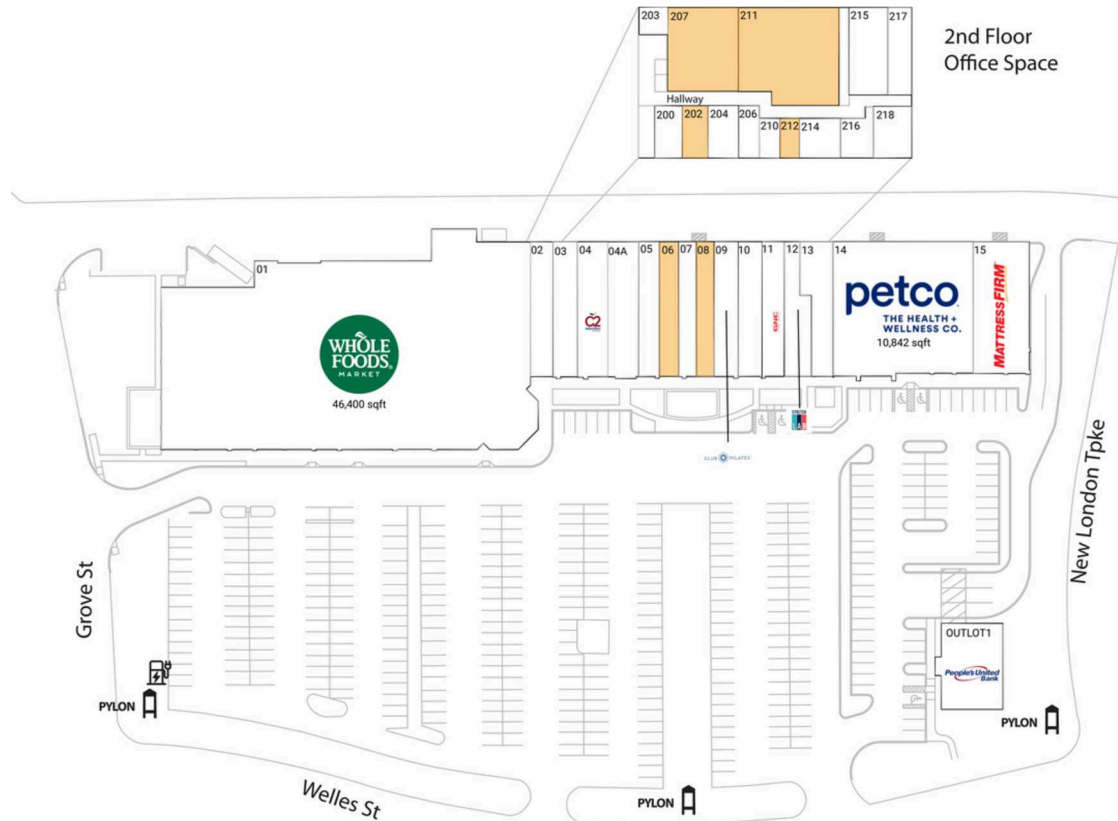 203
207
211
215
217
2nd Floor
Office Space
Hallway
200
202
204
206
210
212
214
216
218
01
02
03
04
04A
05
06
07
08
09
10
11
12
13
14
15
WHOLE
FOODS
MARKET
46,400 sqft
C2
GNC
petco
THE HEALTH +
WELLNESS CO.
10,842 sqft
MATTRESSFIRM
CLUB PILATES
Grove St
New London Tpke
OUTLOT1
People's United
Bank
PYLON
PYLON
PYLON
Welles St